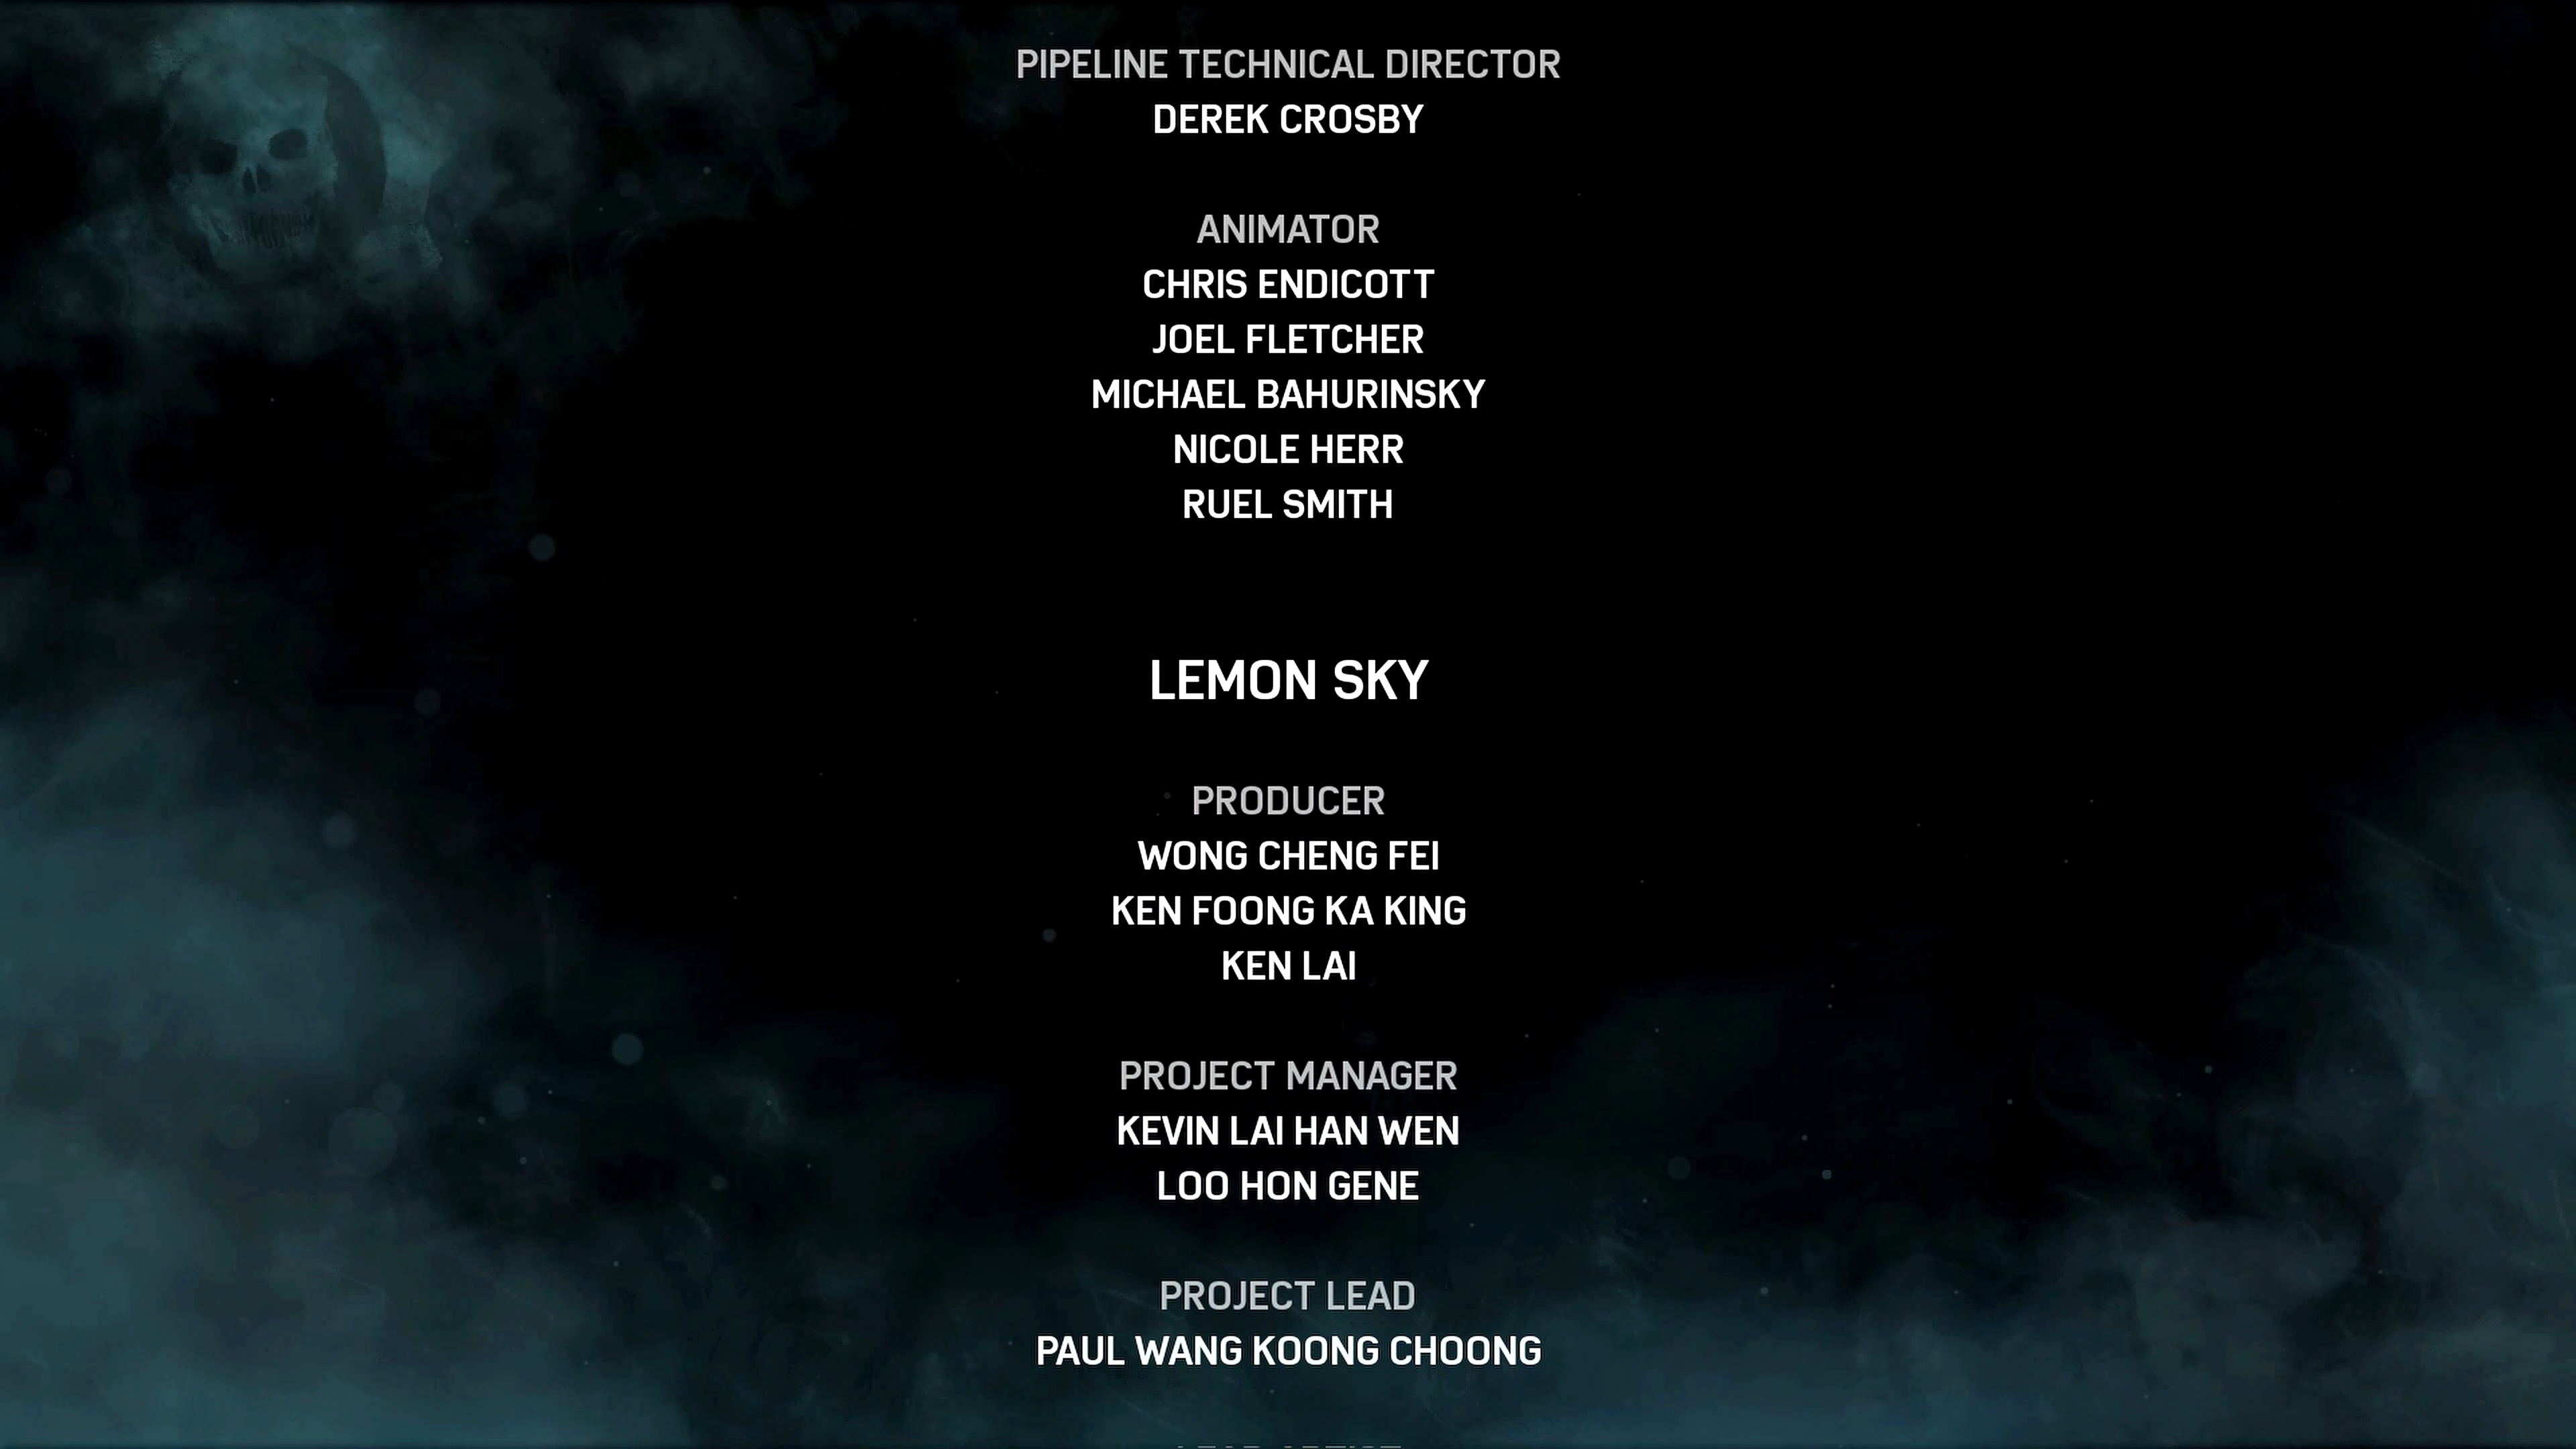 PIPELINE TECHNICAL DIRECTOR
DEREK CROSBY
ANIMATOR
CHRIS ENDICOTT
JOEL FLETCHER
MICHAEL BAHURINSKY
NICOLE HERR
RUEL SMITH
LEMON SKY
PRODUCER
WONG CHENG FEI
KEN FOONG KA KING
KEN LAI
PROJECT MANAGER
KEVIN LAI HAN WEN
LOO HON GENE
PROJECT LEAD
PAUL WANG KOONG CHOONG